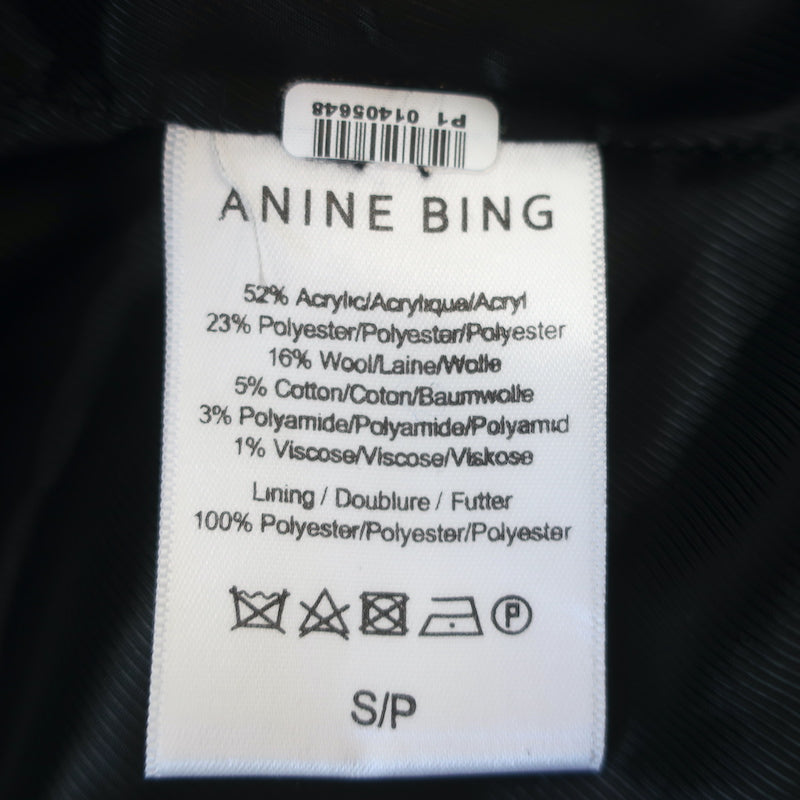 P1 01405648
ANINE BING
52% Acrylic/Acrylique/Acryl
23% Polyester/Polyester/Polyester
16% Wool/Laine/Wolle
5% Cotton/Coton/Baumwolle
3% Polyamide/Polyamide/Polyamid
1% Viscose/Viscose/Viskose
Lining / Doublure / Futter
100% Polyester/Polyester/Polyester
P
S/P